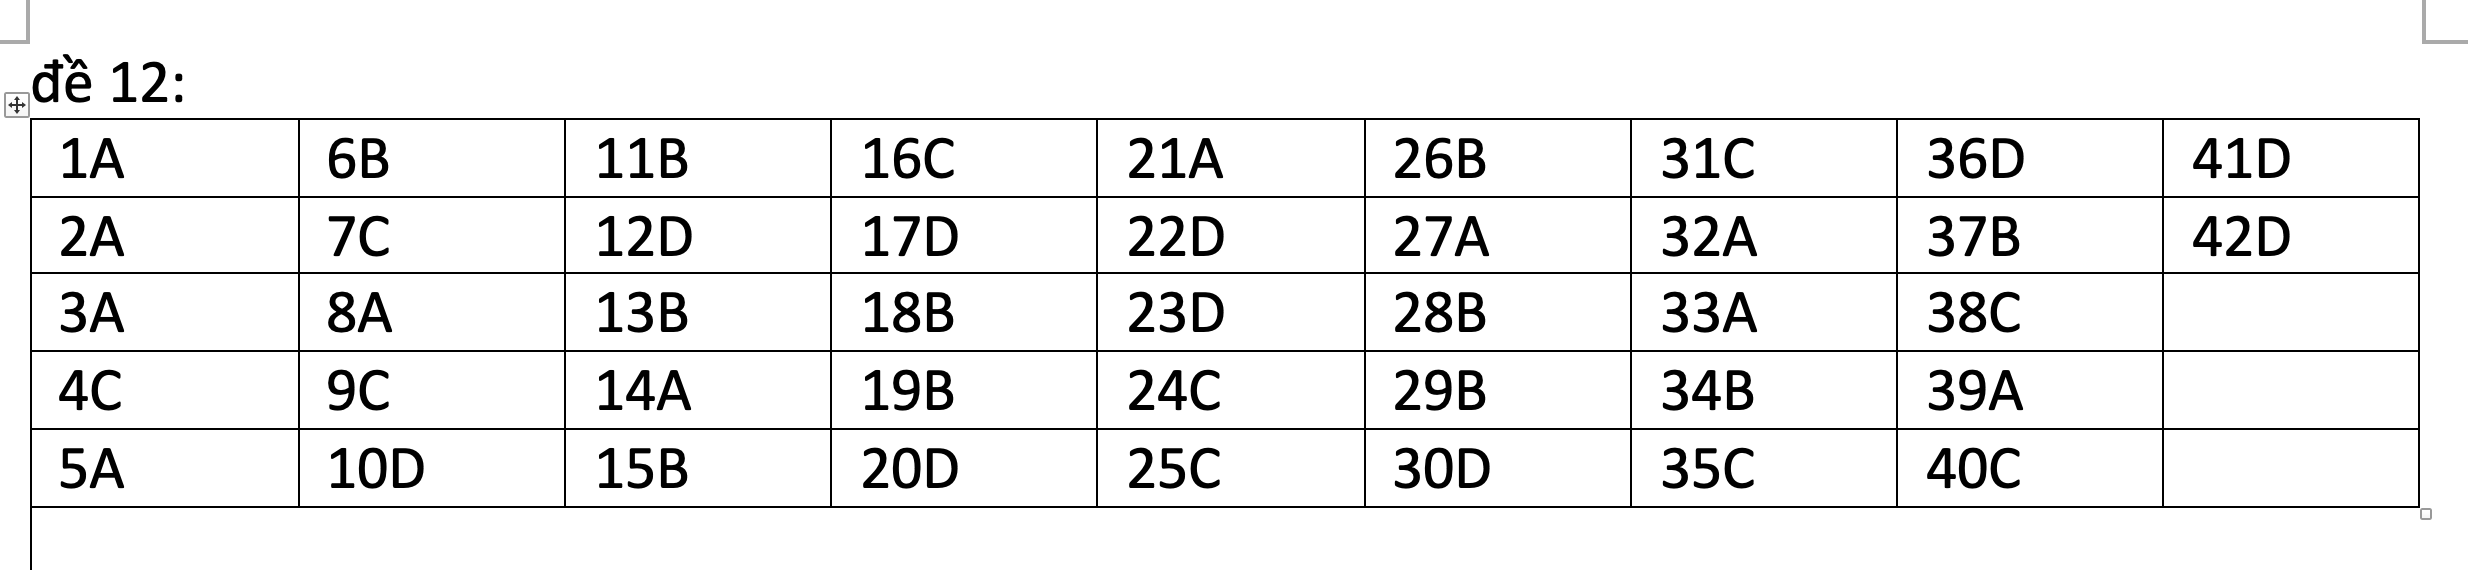 đề 12:
1A 6B 11B 16C 21A 26B 31C 36D 41D
2A 7C 12D 17D 22D 27A 32A 37B 42D
3A 8A 13B 18B 23D 28B 33A 38C
4C 9C 14A 19B 24C 29B 34B 39A
5A 10D 15B 20D 25C 30D 35C 40C